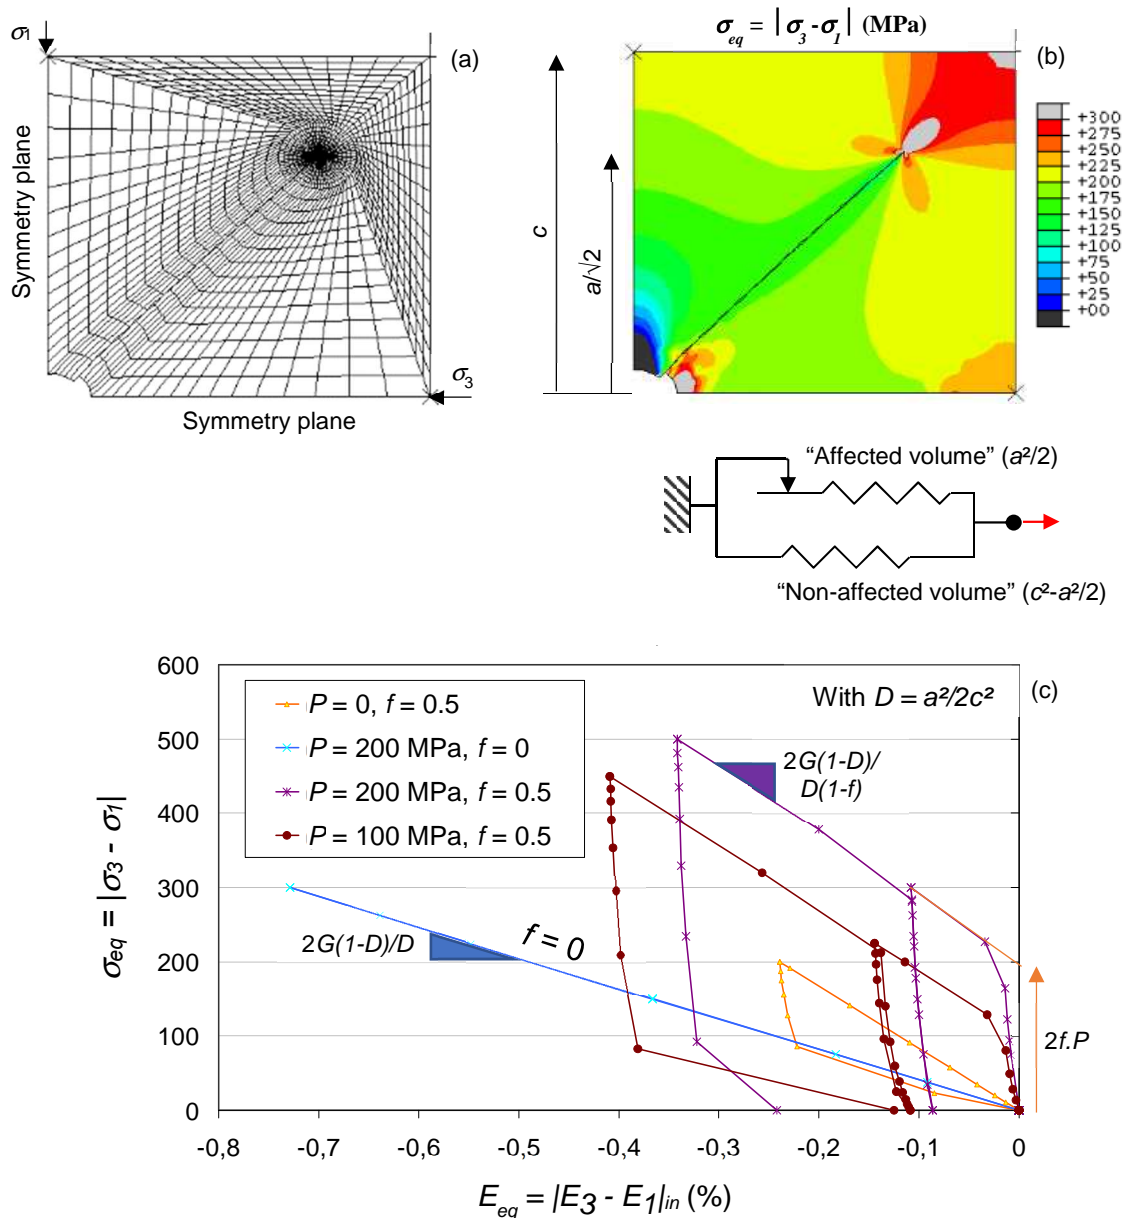 σ1
(a)
Symmetry plane
σ3
Symmetry plane
σeq = | σ3 - σ1 | (MPa)
(b)
c
a/√2
+300
+275
+250
+225
+200
+175
+150
+125
+100
+75
+50
+25
+00
“Affected volume” (a²/2)
“Non-affected volume” (c²-a²/2)
(c)
With D = a²/2c²
P = 0, f = 0.5
P = 200 MPa, f = 0
P = 200 MPa, f = 0.5
P = 100 MPa, f = 0.5
2G(1-D)/
D(1-f)
2G(1-D)/D
f = 0
2f.P
σeq = |σ3 - σ1|
600
500
400
300
200
100
0
-0,8
-0,7
-0,6
-0,5
-0,4
-0,3
-0,2
-0,1
0
Eeq = |E3 - E1|in (%)